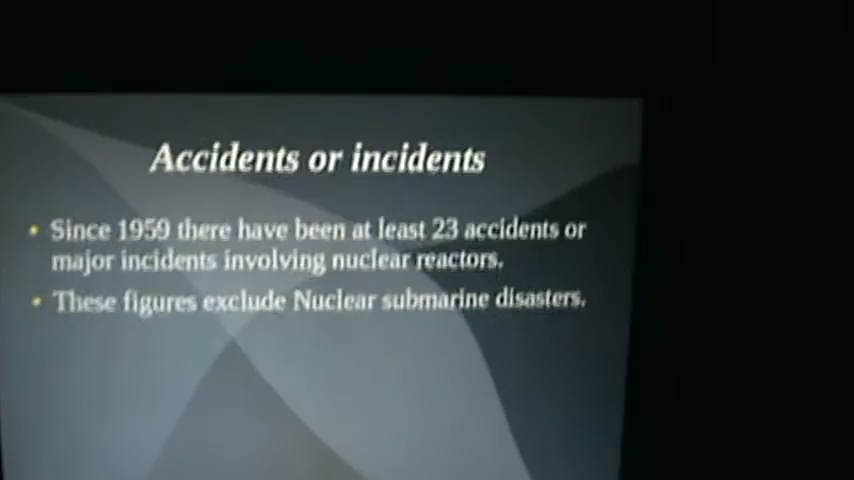 Accidents or incidents
Since 1959 there have been at least 23 accidents or
major incidents involving nuclear reactors.
These figures exclude Nuclear submarine disasters.